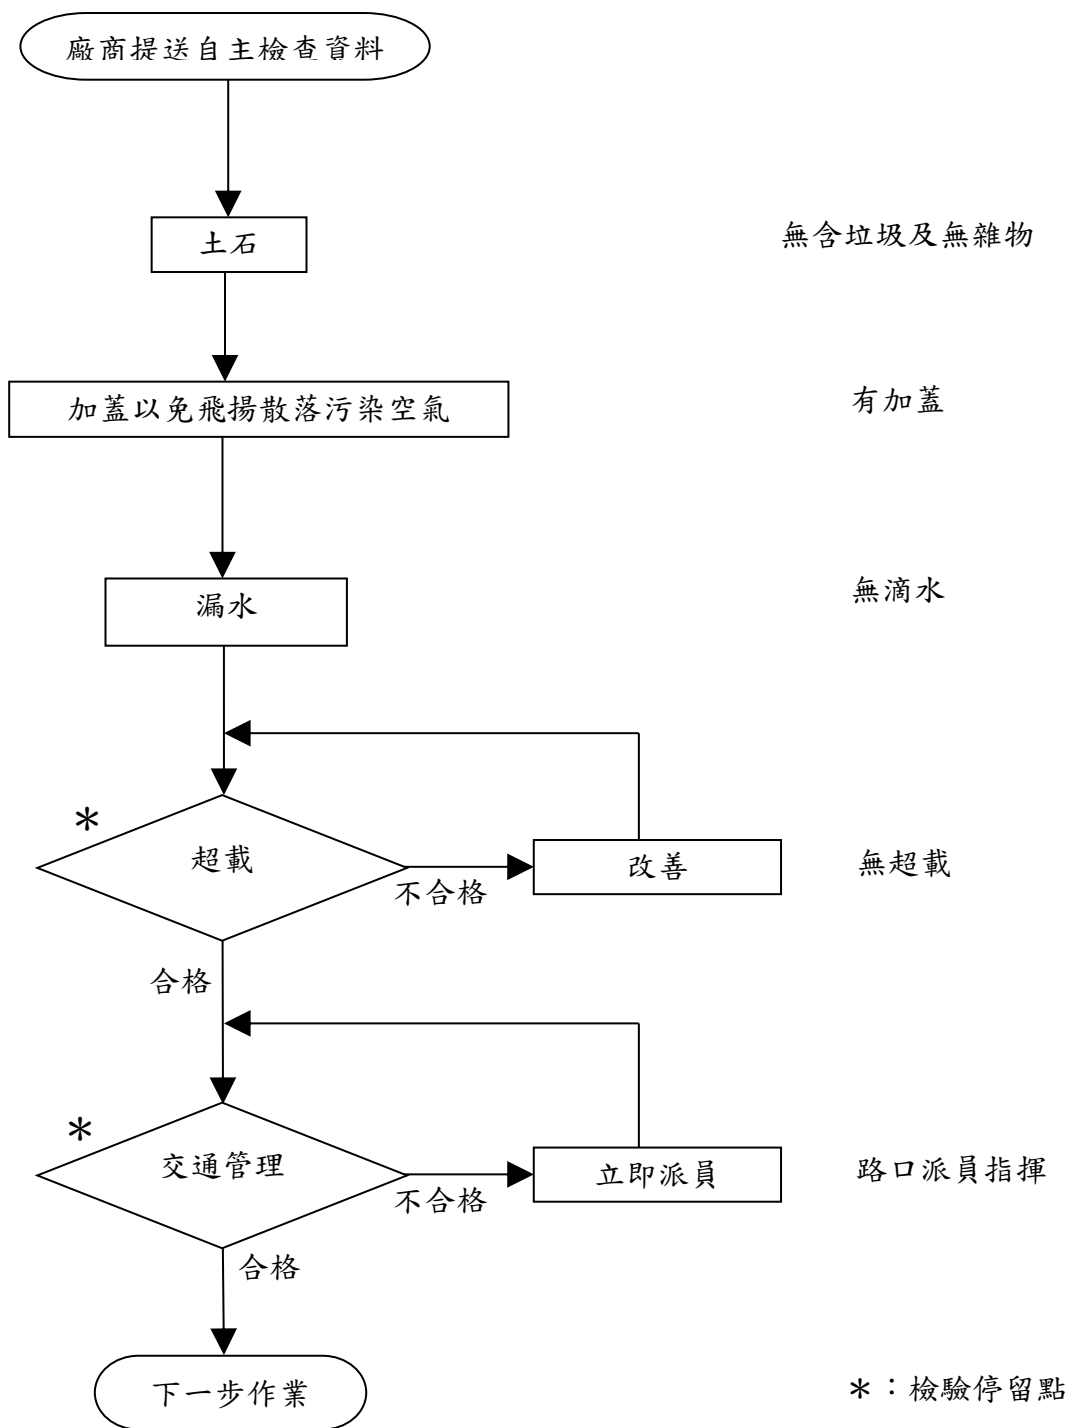 廠商提送自主檢查資料
土石
無含垃圾及無雜物
加蓋以免飛揚散落污染空氣
有加蓋
漏水
無滴水
*
超載
不合格
改善
無超載
合格
*
交通管理
不合格
立即派員
路口派員指揮
合格
下一步作業
*：檢驗停留點